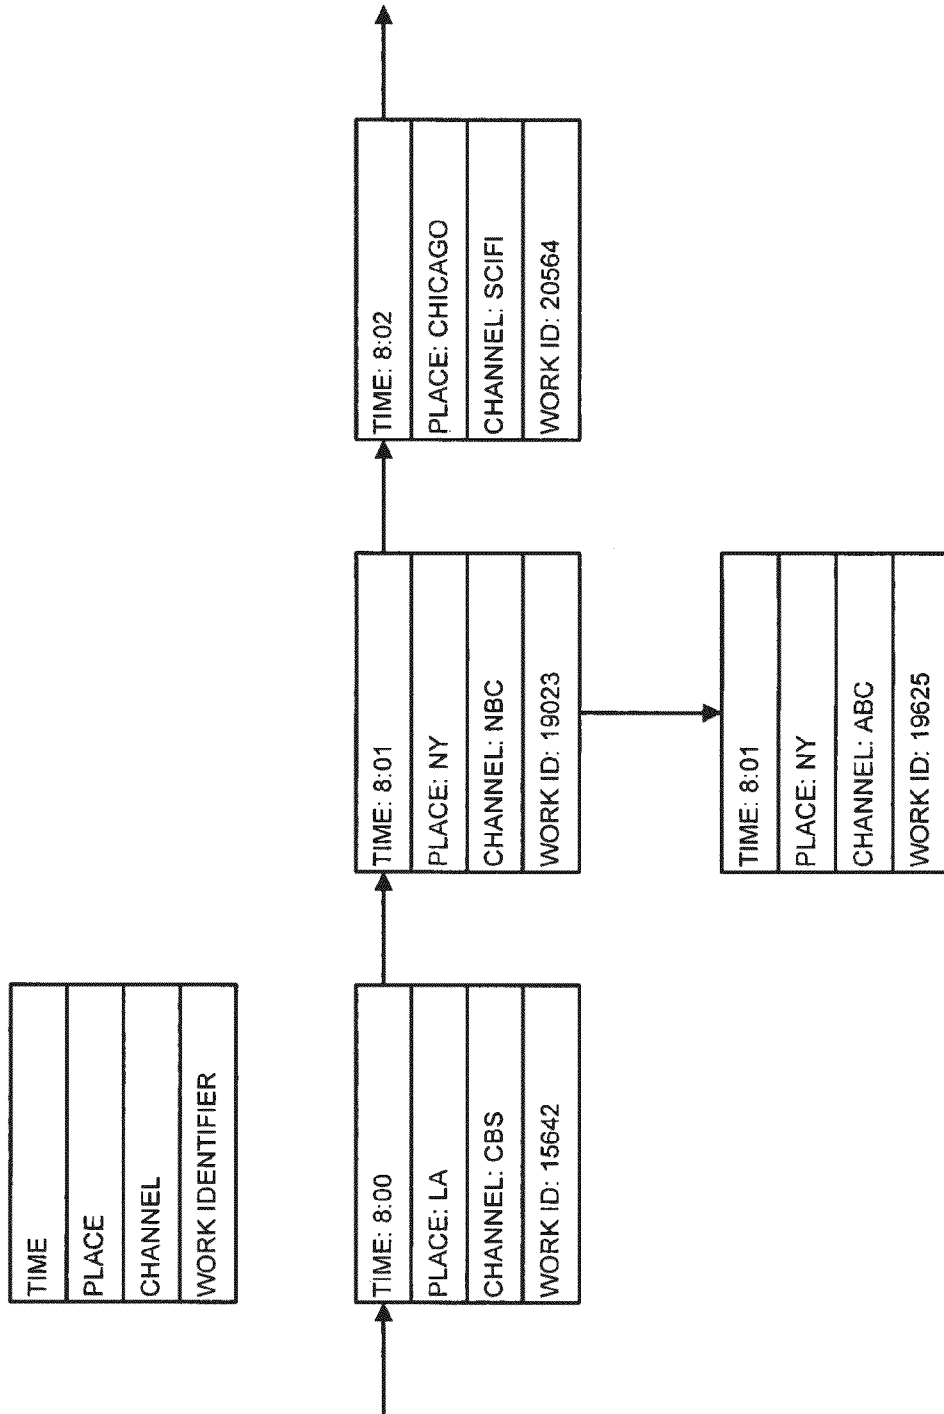 TIME
PLACE
CHANNEL
WORK IDENTIFIER
TIME: 8:00
PLACE: LA
CHANNEL: CBS
WORK ID: 15642
TIME: 8:01
PLACE: NY
CHANNEL: NBC
WORK ID: 19023
TIME: 8:02
PLACE: CHICAGO
CHANNEL: SCIFI
WORK ID: 20564
TIME: 8:01
PLACE: NY
CHANNEL: ABC
WORK ID: 19625